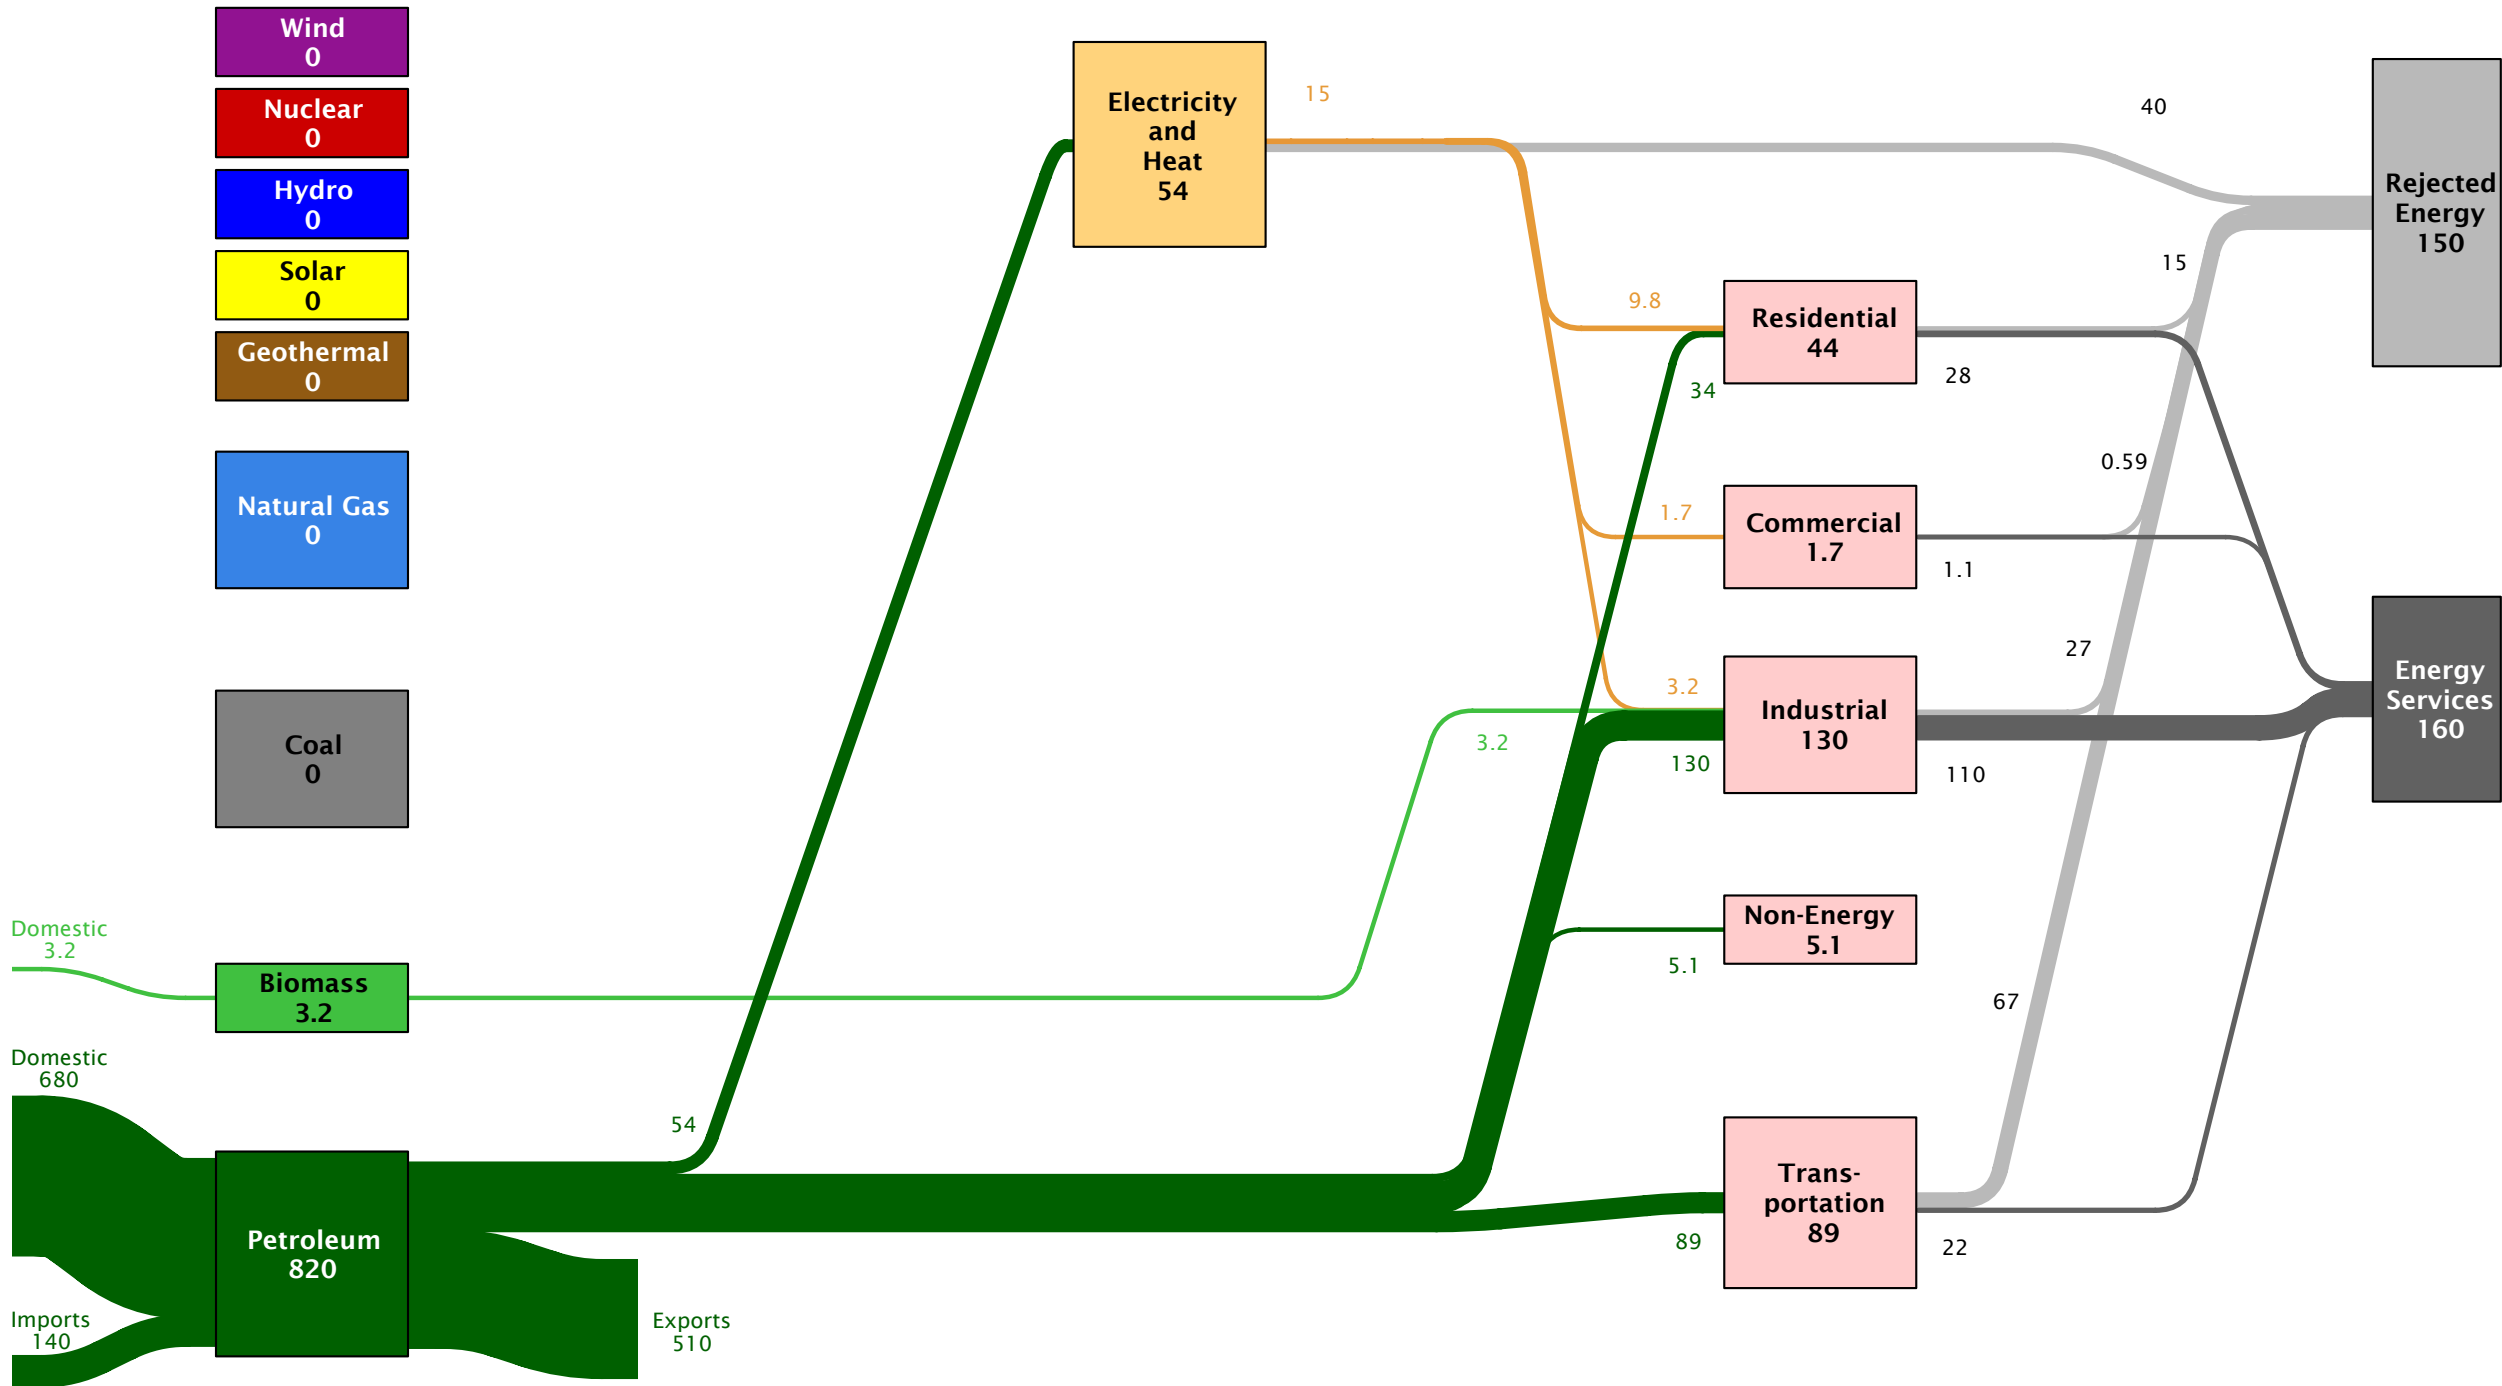 Wind
0
Nuclear
0
Hydro
0
Solar
0
Geothermal
0
Natural Gas
0
Coal
0
Domestic
3.2
Biomass
3.2
Domestic
680
Petroleum
820
Imports
140
Exports
510
54
Electricity
and
Heat
54
15
40
9.8
34
Residential
44
15
28
1.7
Commercial
1.7
0.59
1.1
3.2
3.2
130
Industrial
130
27
110
5.1
Non-Energy
5.1
67
89
Trans-
portation
89
22
Rejected
Energy
150
Energy
Services
160